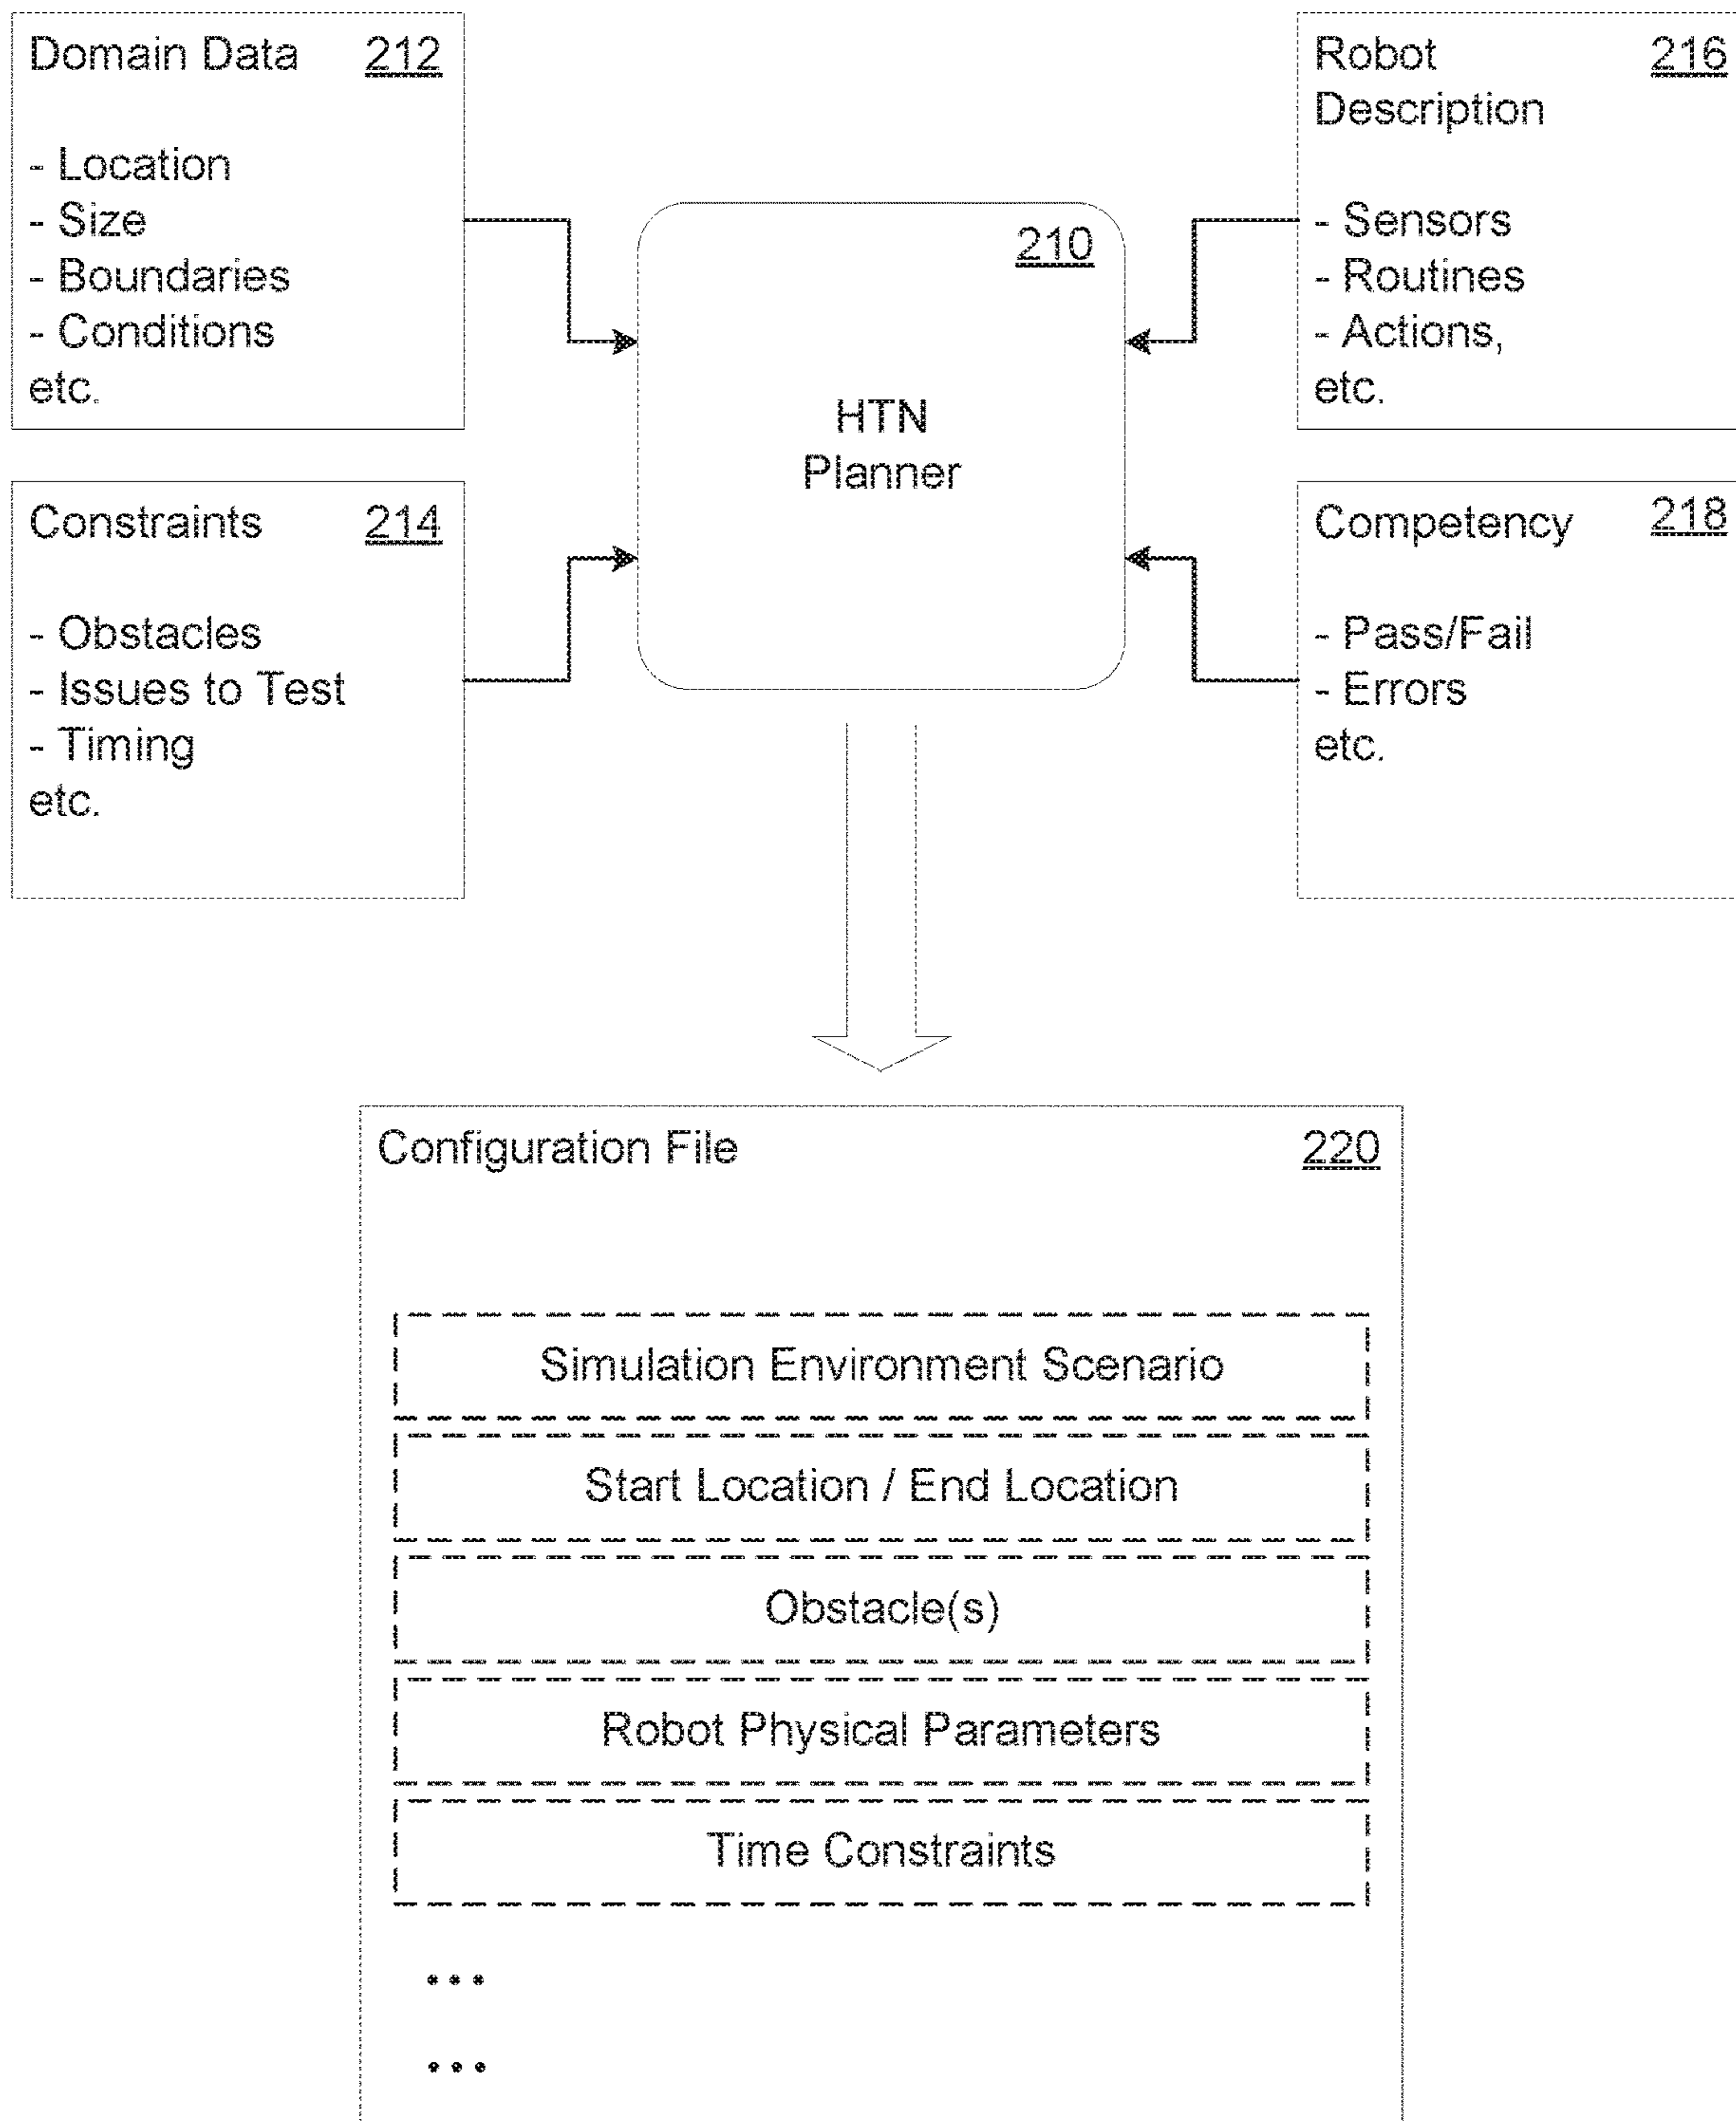 Domain Data 212
- Location
- Size
- Boundaries
- Conditions
etc.
Constraints 214
- Obstacles
- Issues to Test
- Timing
etc.
210
HTN
Planner
Robot 216
Description
- Sensors
- Routines
- Actions,
etc.
Competency 218
- Pass/Fail
- Errors
etc.
Configuration File 220
Simulation Environment Scenario
Start Location / End Location
Obstacle(s)
Robot Physical Parameters
Time Constraints
...
...